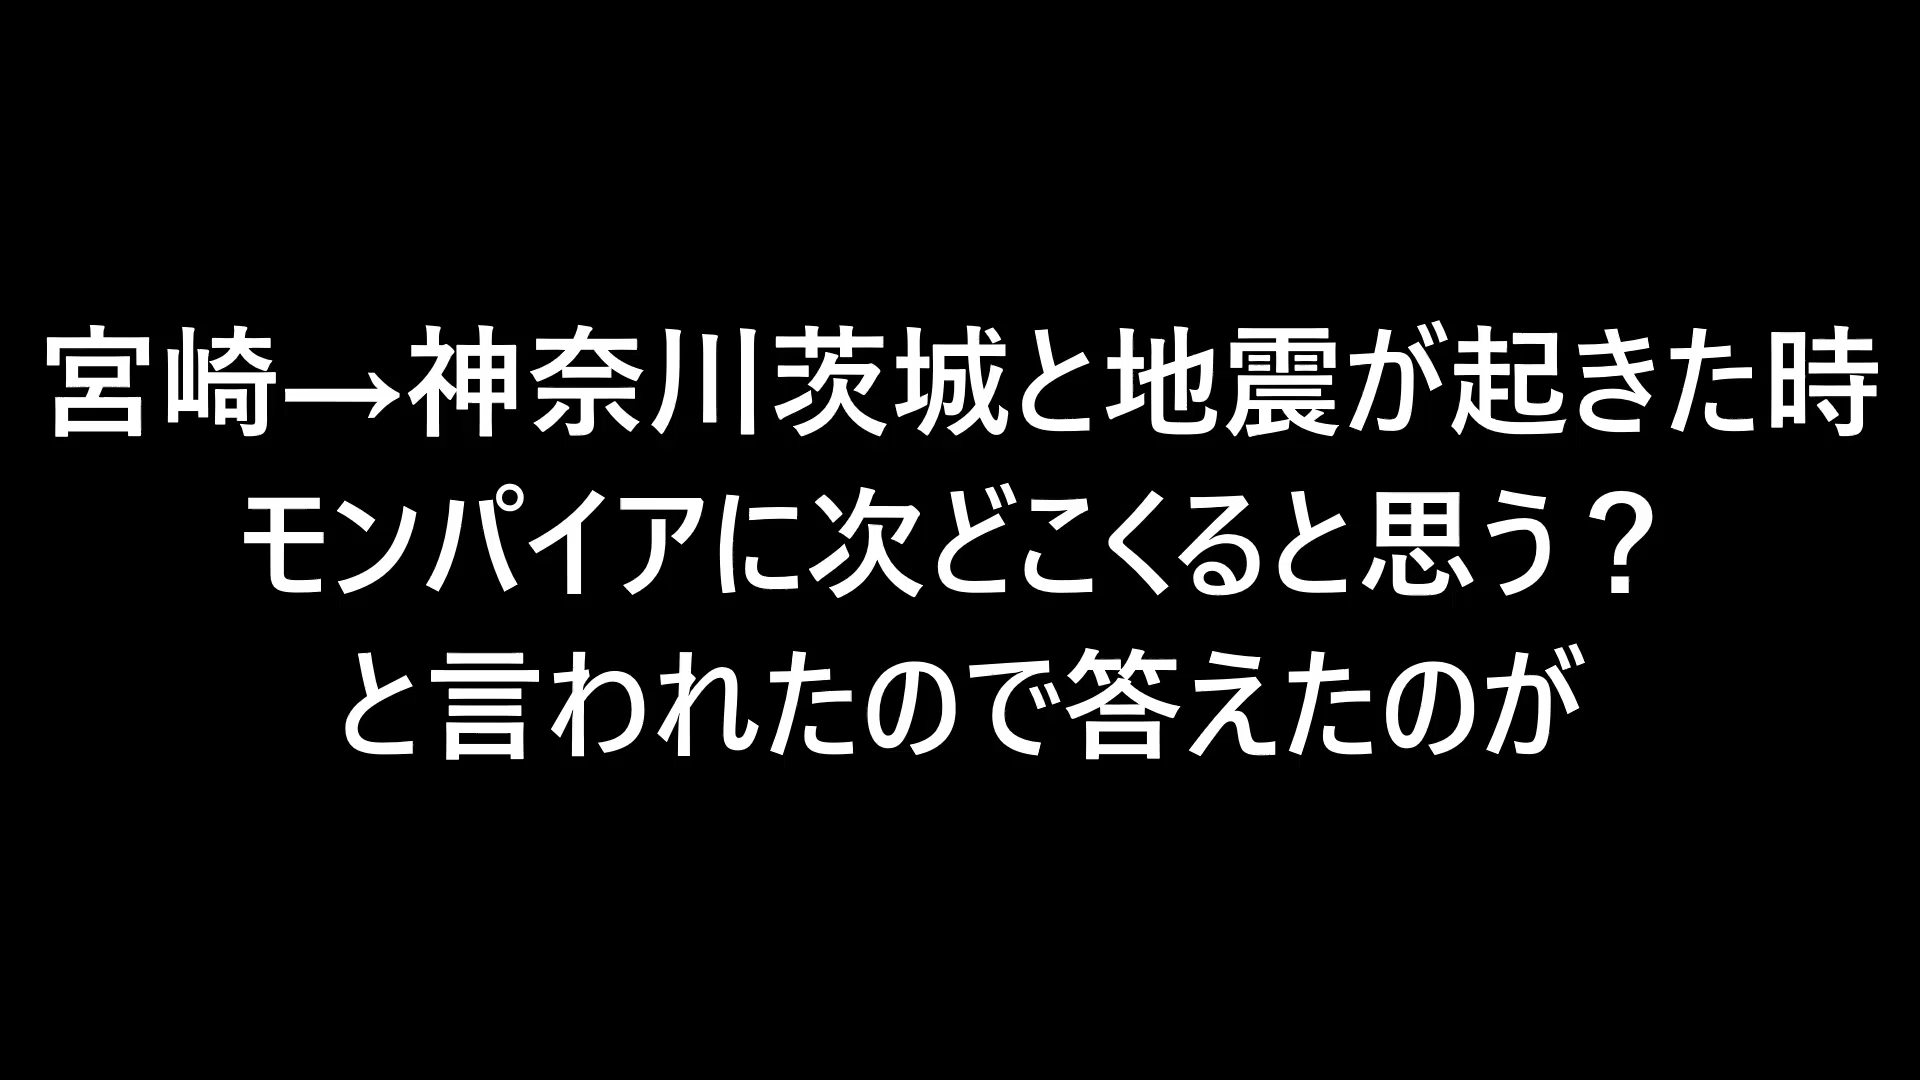 宮崎→神奈川茨城と地震が起きた時
モンパイアに次どこくると思う？
と言われたので答えたのが